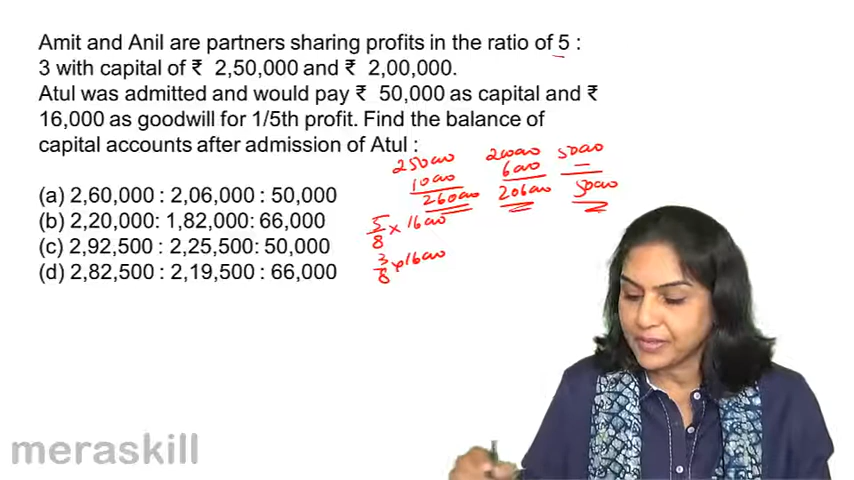 Amit and Anil are partners sharing profits in the ratio of 5 :
3 with capital of ₹ 2,50,000 and ₹ 2,00,000.
Atul was admitted and would pay ₹ 50,000 as capital and ₹
16,000 as goodwill for 1/5th profit. Find the balance of
capital accounts after admission of Atul :
250000 200000 50000
10000 6000 —
260000 206000 50000
(a) 2,60,000 : 2,06,000 : 50,000
(b) 2,20,000: 1,82,000: 66,000
(c) 2,92,500 : 2,25,500: 50,000
(d) 2,82,500 : 2,19,500 : 66,000
5/8 × 16000
3/8 × 16000
meraskill